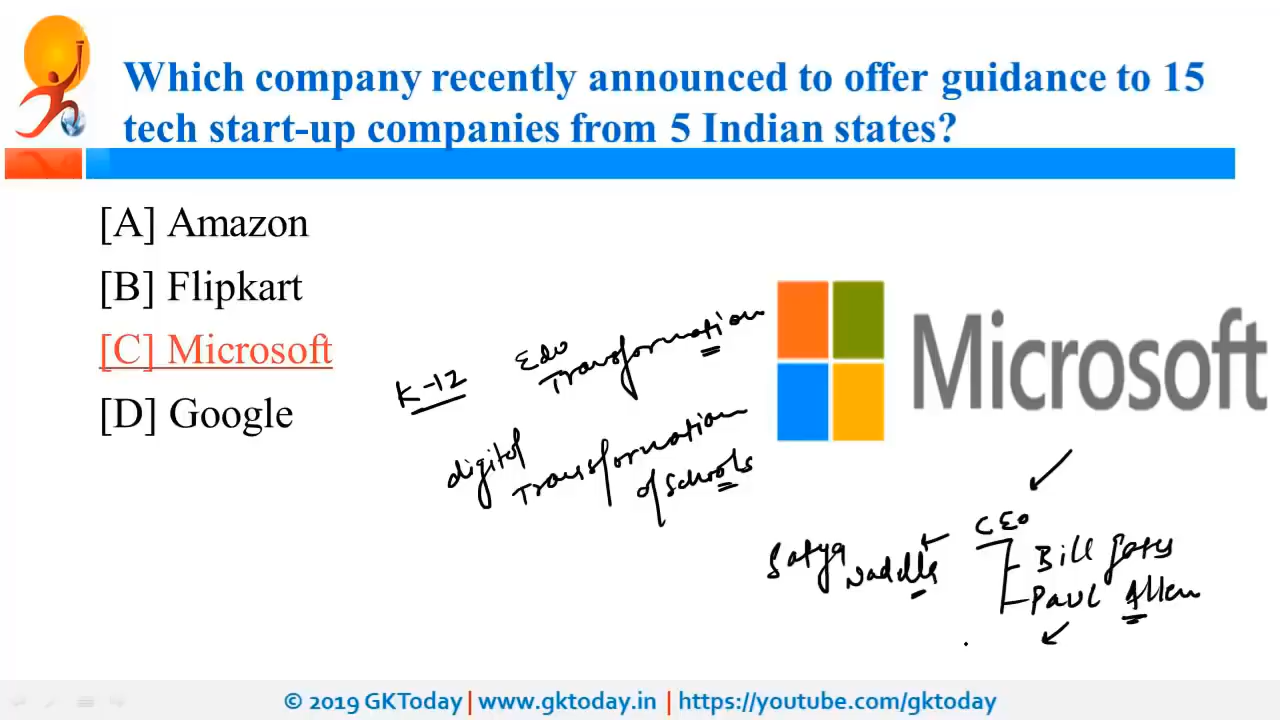 Which company recently announced to offer guidance to 15
tech start-up companies from 5 Indian states?
[A] Amazon
[B] Flipkart
[C] Microsoft
[D] Google
K-12
Edu
Transformation
digital
Transformation
of Schools
Microsoft
CEO
Satya
Nadella
Bill Gates
Paul Allen
© 2019 GKToday | www.gktoday.in | https://youtube.com/gktoday